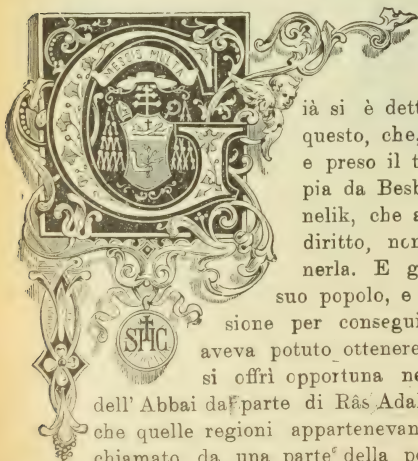 MESSIS MULTA
G
ià si è dett
questo, che,
e preso il t
pia da Besb
nelik, che a
diritto, non
nerla. E g
suo popolo, e
sione per consegui
aveva potuto ottenere
si offrì opportuna ne
dell' Abbai da parte di Râs Adal
che quelle regioni appartenevan
chiamato da una parte della po